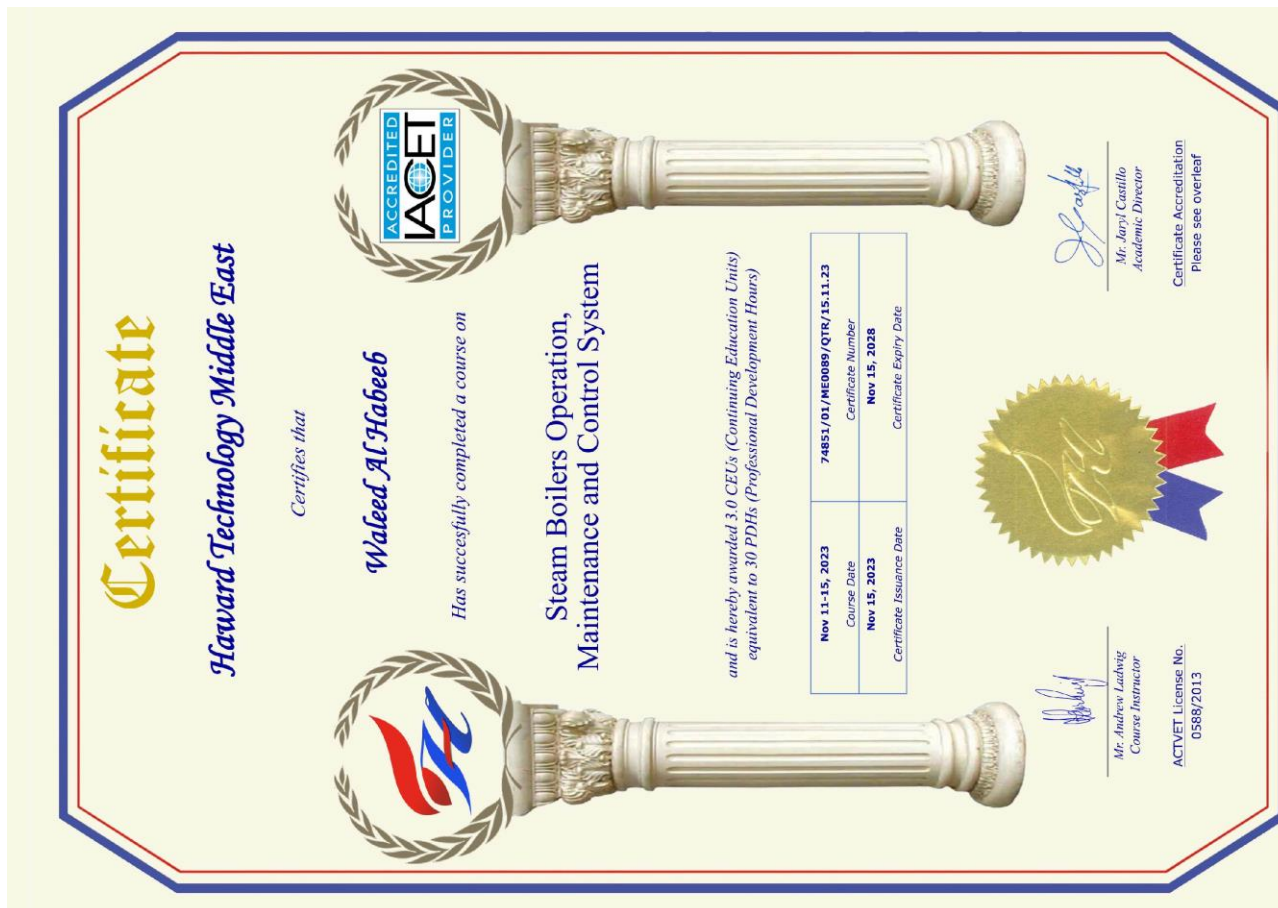 Certificate
Haward Technology Middle East
Certifies that
Waleed Al Habeeb
Has succesfully completed a course on
Steam Boilers Operation,
Maintenance and Control System
and is hereby awarded 3.0 CEUs (Continuing Education Units)
equivalent to 30 PDHs (Professional Development Hours)
Nov 11-15, 2023
Course Date
74851/01/ME0089/QTR/15.11.23
Certificate Number
Nov 15, 2023
Certificate Issuance Date
Nov 15, 2028
Certificate Expiry Date
ACCREDITED
IACET
PROVIDER
Mr. Andrew Ladwig
Course Instructor
ACTVET License No.
0588/2013
Mr. Jaryl Castillo
Academic Director
Certificate Accreditation
Please see overleaf